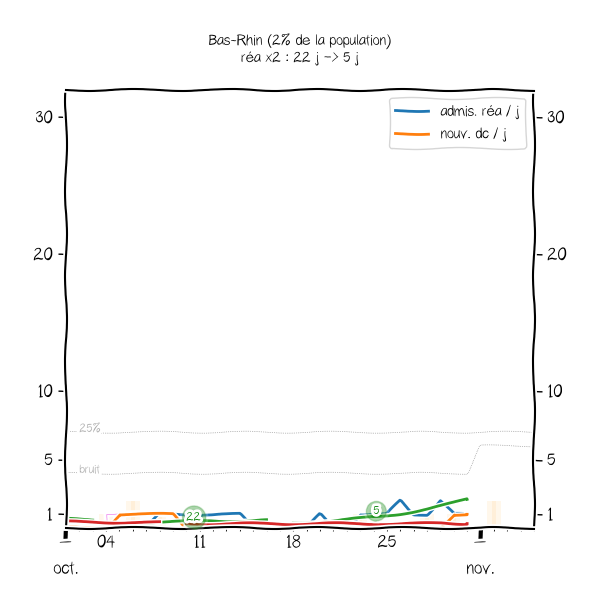 Bas-Rhin (2% de la population)
réa x2 : 22 j -> 5 j
admis. réa / j
nouv. dc / j
30
30
20
20
10
10
25%
5
5
bruit
1
1
22
5
04
11
18
25
oct.
nov.